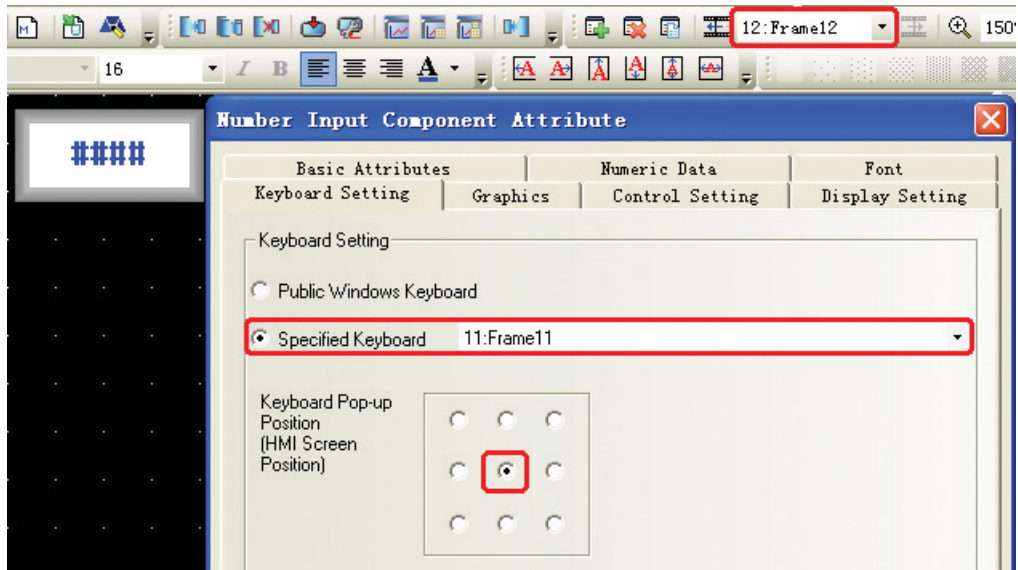 12:Frame12 150%
16 I B A
####
Number Input Component Attribute
Basic Attributes Numeric Data Font
Keyboard Setting Graphics Control Setting Display Setting
Keyboard Setting
Public Windows Keyboard
Specified Keyboard 11:Frame11
Keyboard Pop-up
Position
(HMI Screen
Position)